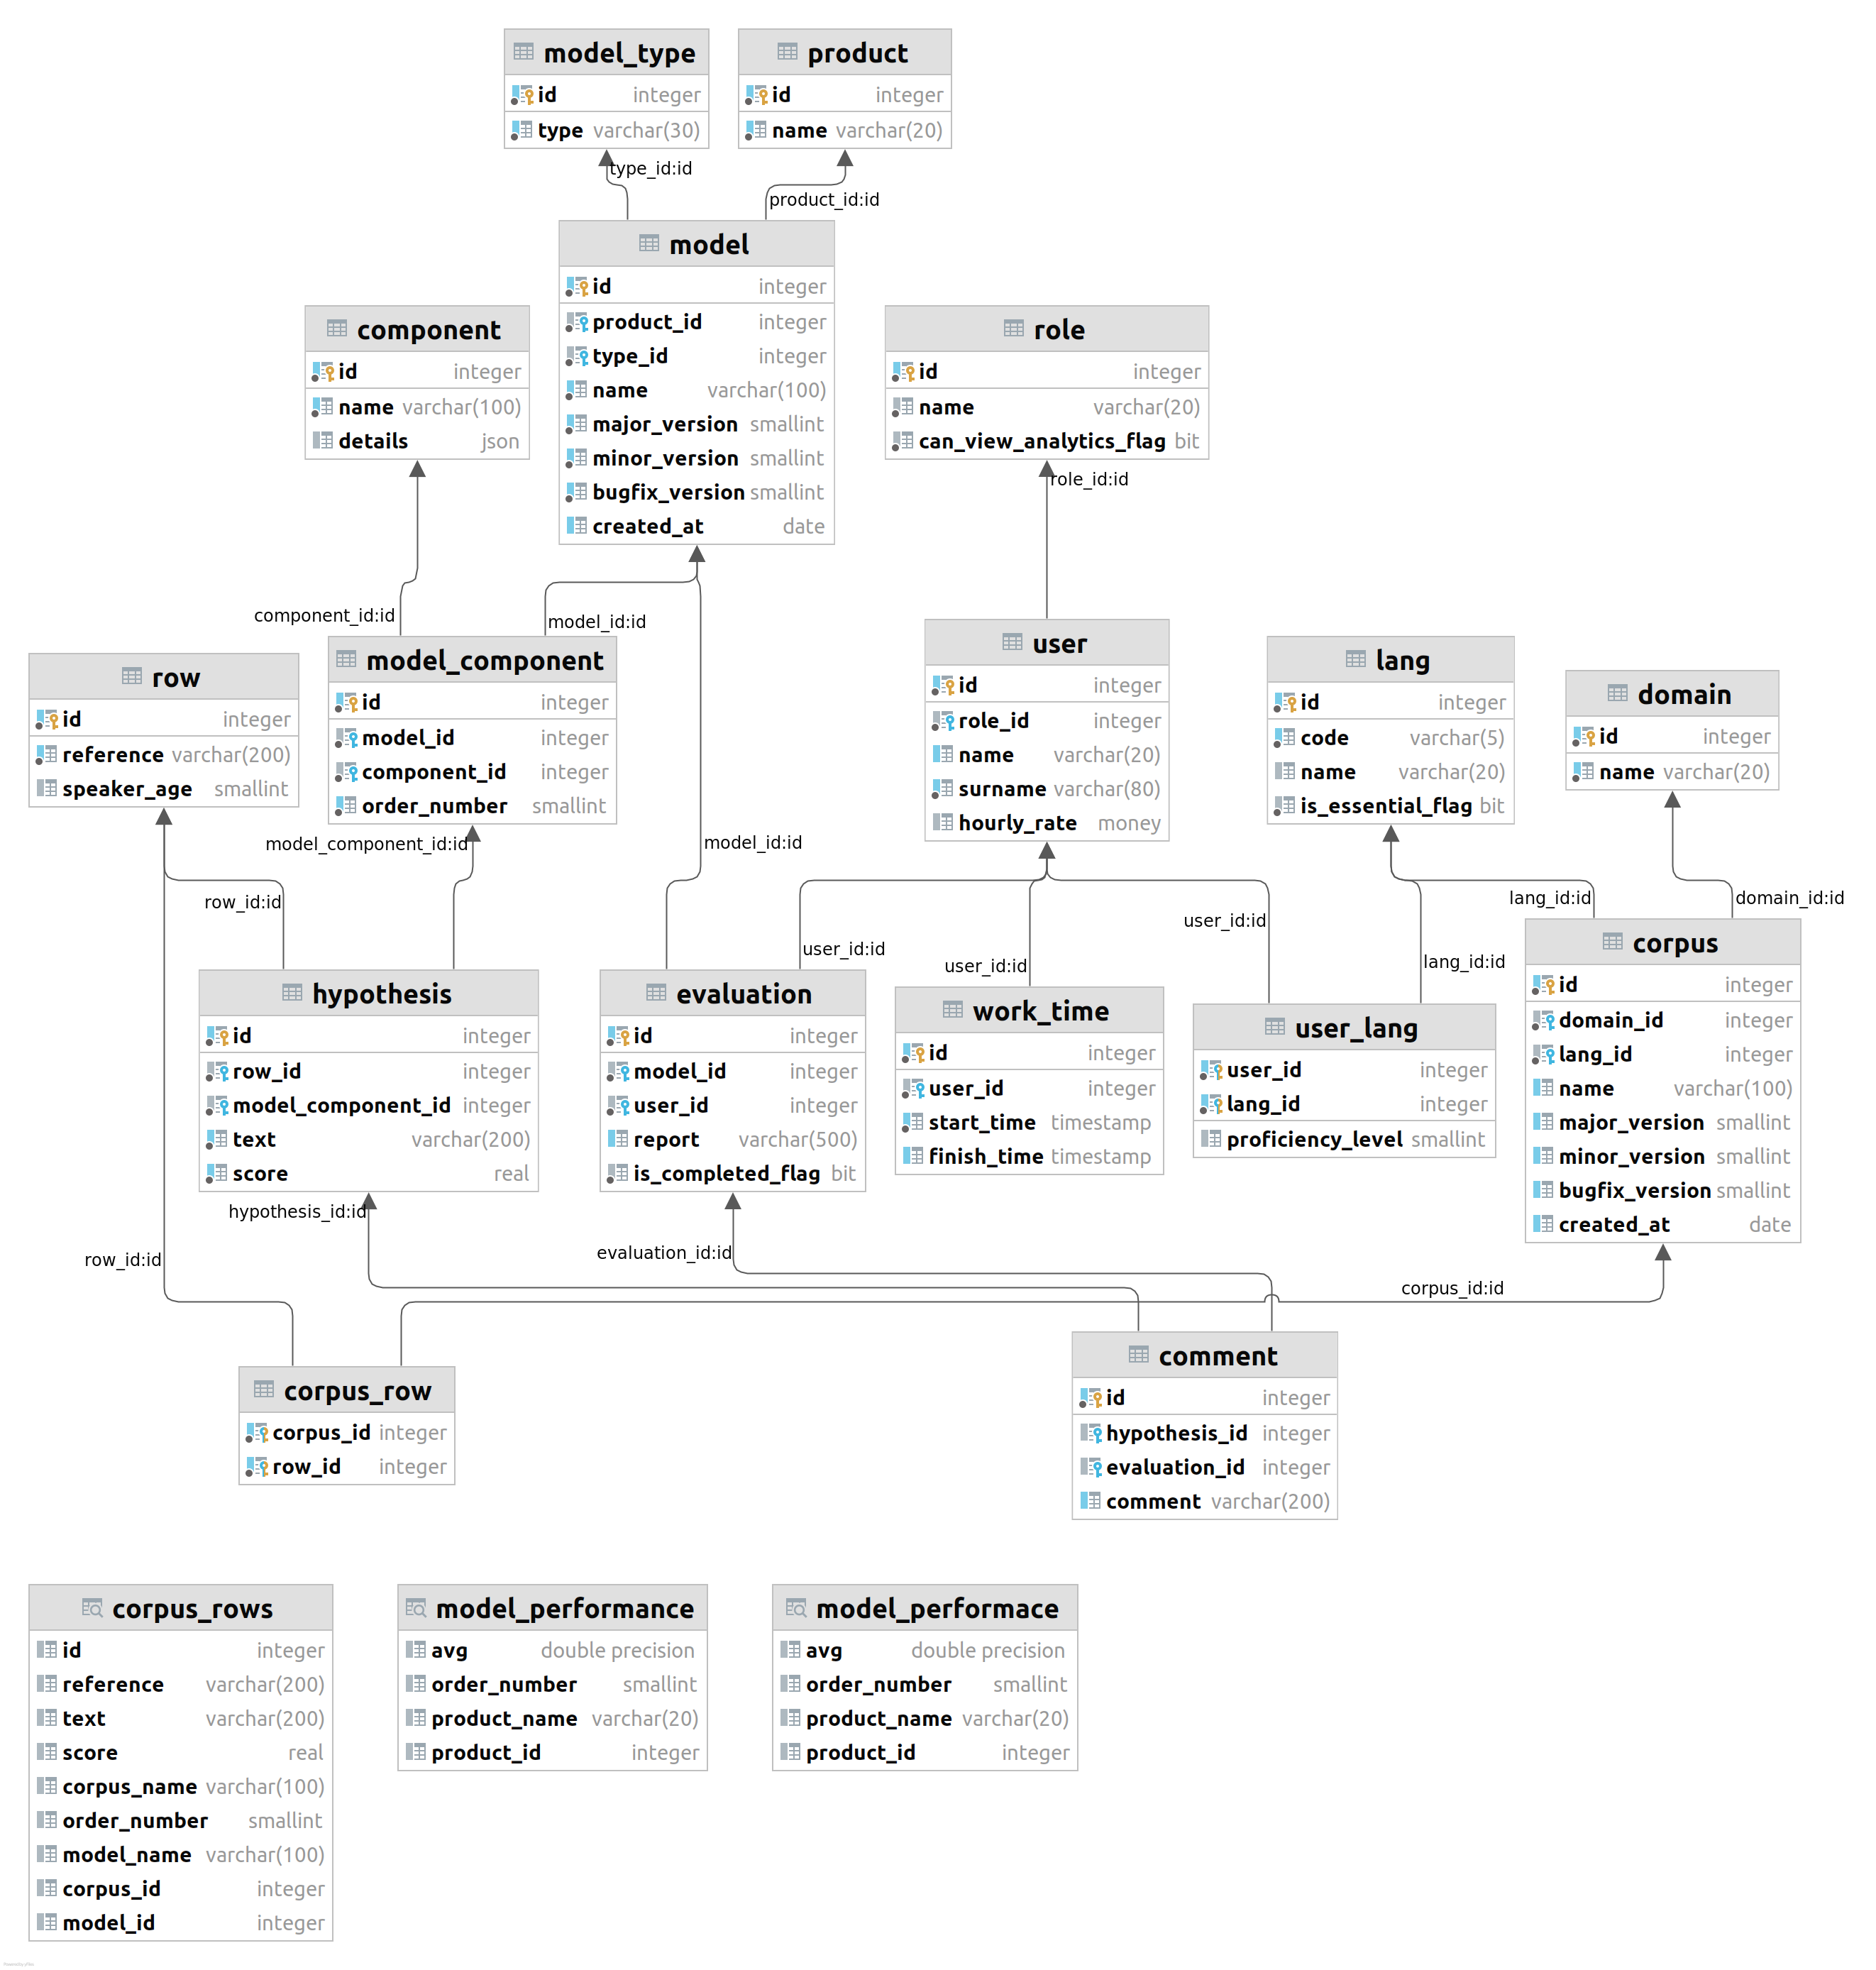 model_type
id integer
type varchar(30)
product
id integer
name varchar(20)
type_id:id
product_id:id
model
id integer
product_id integer
type_id integer
name varchar(100)
major_version smallint
minor_version smallint
bugfix_version smallint
created_at date
component
id integer
name varchar(100)
details json
role
id integer
name varchar(20)
can_view_analytics_flag bit
role_id:id
component_id:id
model_id:id
row
id integer
reference varchar(200)
speaker_age smallint
model_component
id integer
model_id integer
component_id integer
order_number smallint
user
id integer
role_id integer
name varchar(20)
surname varchar(80)
hourly_rate money
lang
id integer
code varchar(5)
name varchar(20)
is_essential_flag bit
domain
id integer
name varchar(20)
model_component_id:id
model_id:id
row_id:id
user_id:id
user_id:id
user_id:id
lang_id:id
lang_id:id
domain_id:id
hypothesis
id integer
row_id integer
model_component_id integer
text varchar(200)
score real
evaluation
id integer
model_id integer
user_id integer
report varchar(500)
is_completed_flag bit
work_time
id integer
user_id integer
start_time timestamp
finish_time timestamp
user_lang
user_id integer
lang_id integer
proficiency_level smallint
corpus
id integer
domain_id integer
lang_id integer
name varchar(100)
major_version smallint
minor_version smallint
bugfix_version smallint
created_at date
hypothesis_id:id
evaluation_id:id
row_id:id
corpus_id:id
corpus_row
corpus_id integer
row_id integer
comment
id integer
hypothesis_id integer
evaluation_id integer
comment varchar(200)
corpus_rows
id integer
reference varchar(200)
text varchar(200)
score real
corpus_name varchar(100)
order_number smallint
model_name varchar(100)
corpus_id integer
model_id integer
model_performance
avg double precision
order_number smallint
product_name varchar(20)
product_id integer
model_performace
avg double precision
order_number smallint
product_name varchar(20)
product_id integer